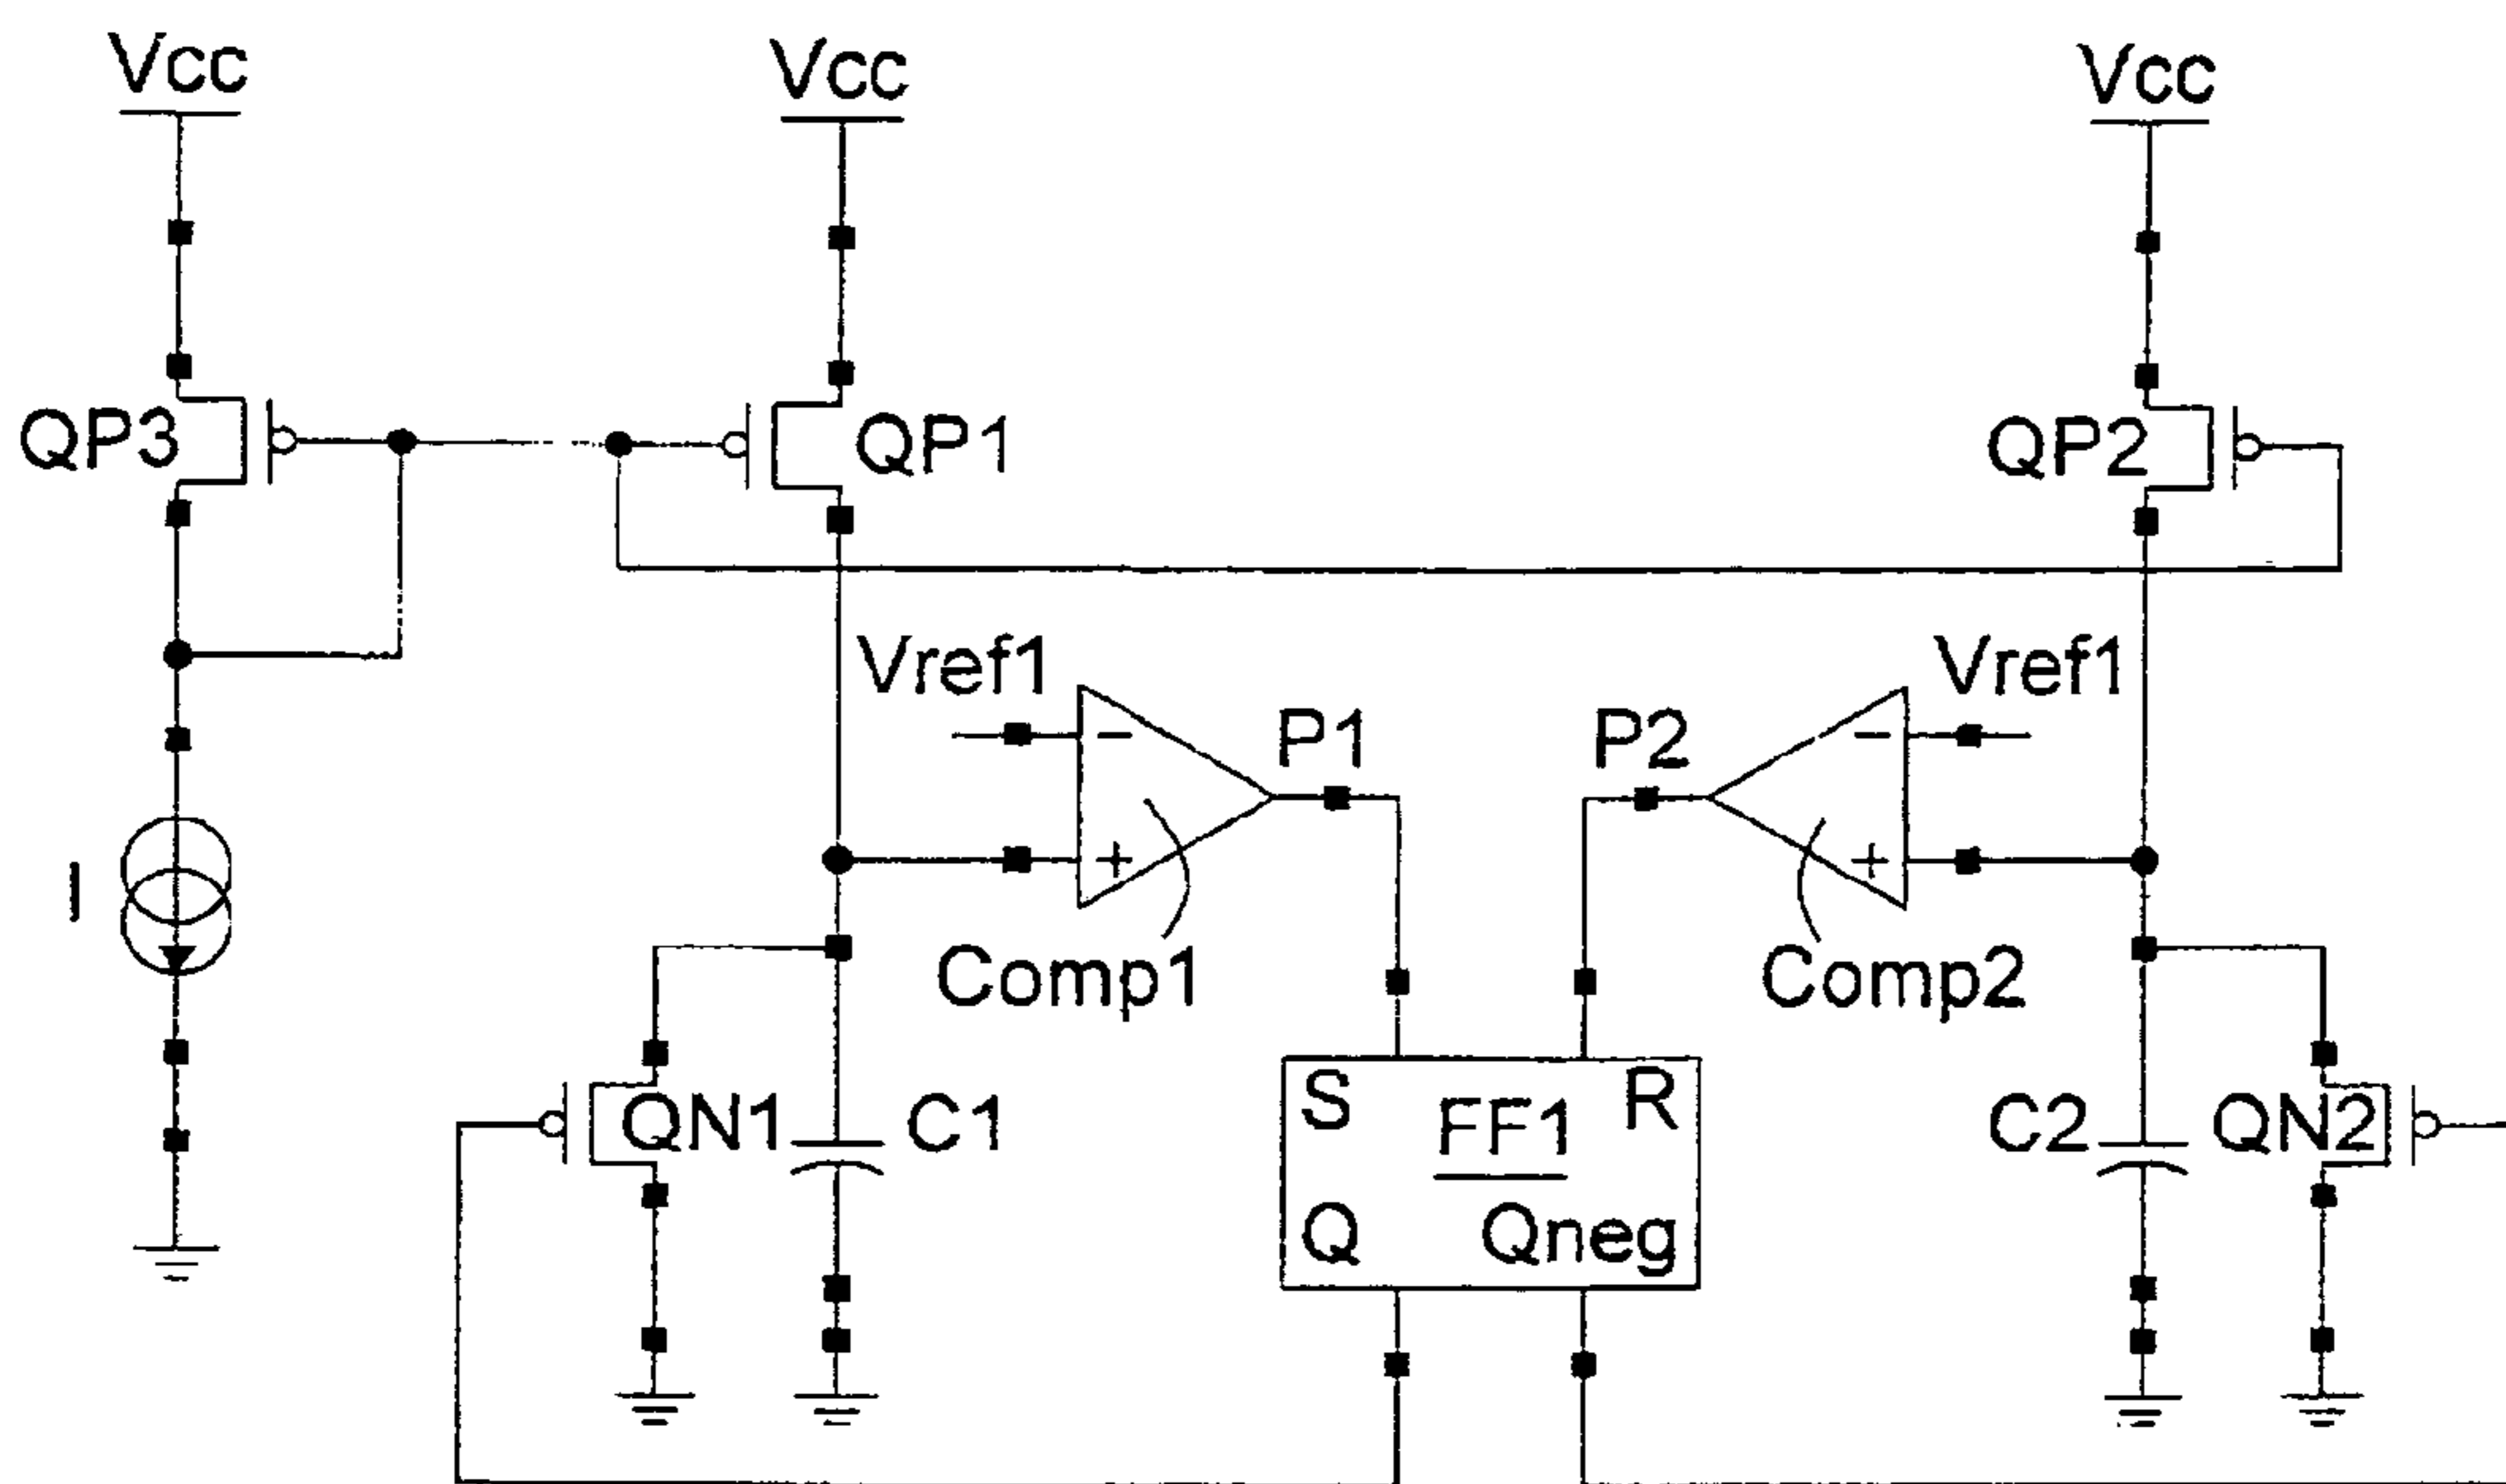 Vcc
Vcc
Vcc
QP3
QP1
QP2
Vref1
Vref1
P1
P2
-
-
+
+
I
Comp1
Comp2
QN1
C1
S
FF1
R
C2
QN2
Q
Qneg